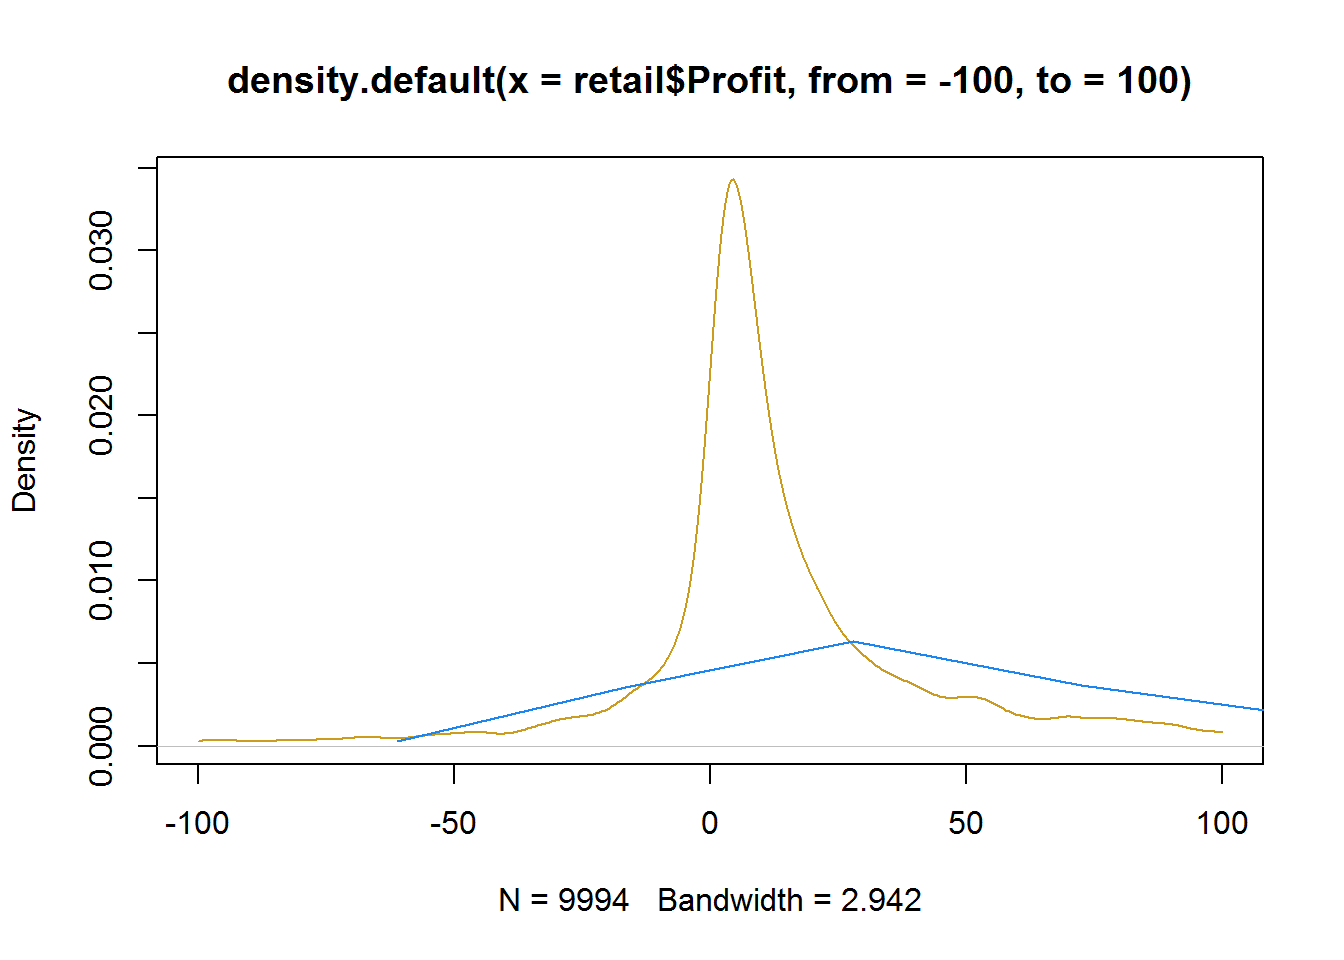 density.default(x = retail$Profit, from = -100, to = 100)
Density
0.030
0.020
0.010
0.000
-100 -50 0 50 100
N = 9994 Bandwidth = 2.942